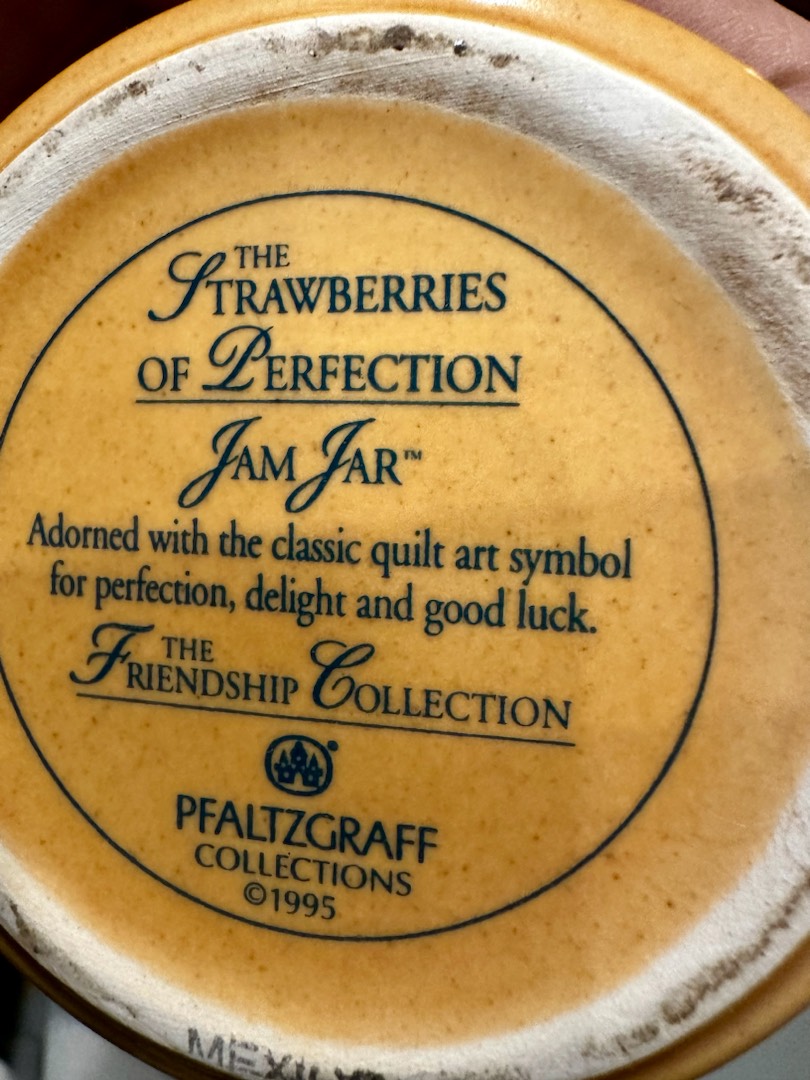 THE
STRAWBERRIES
OF PERFECTION
JAM JAR™
Adorned with the classic quilt art symbol
for perfection, delight and good luck.
THE
FRIENDSHIP COLLECTION
PFALTZGRAFF
COLLECTIONS
©1995
MEXICO